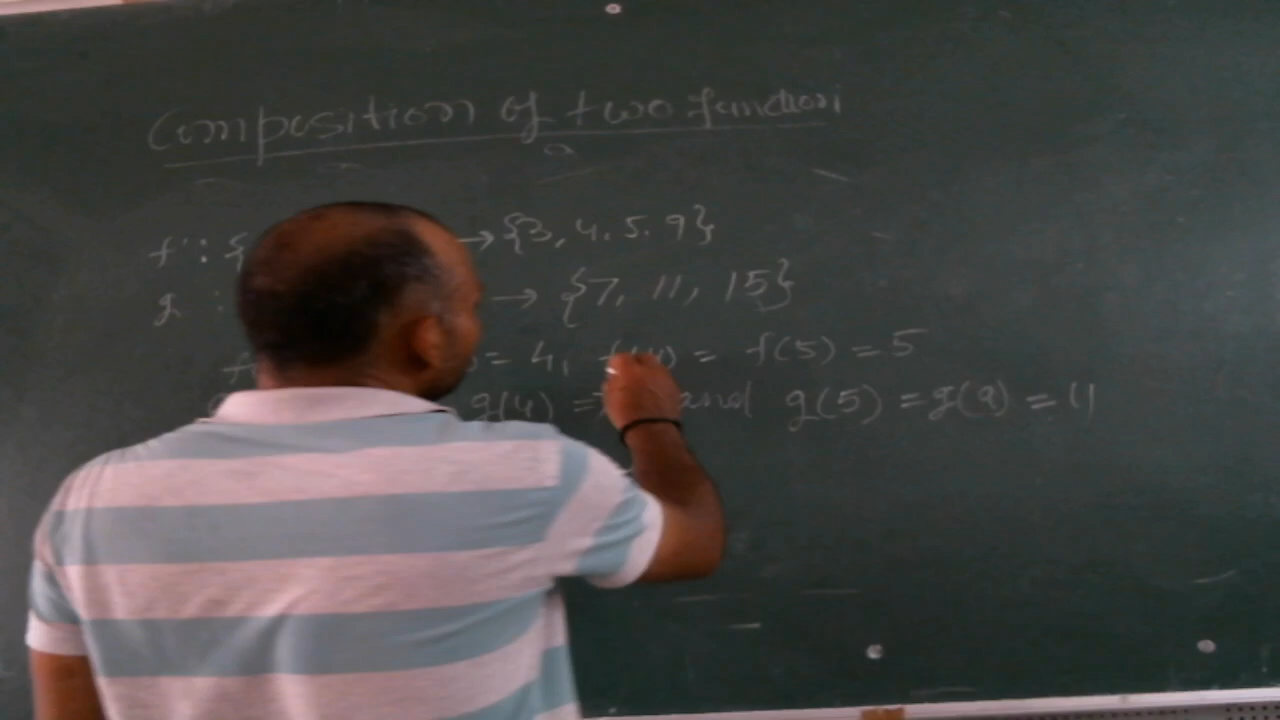 Composition of two function
f : { → {3, 4. 5. 9}
g : → {7, 11, 15}
f = 4, = f(5) = 5
g(4) = and g(5) = g(9) = 11